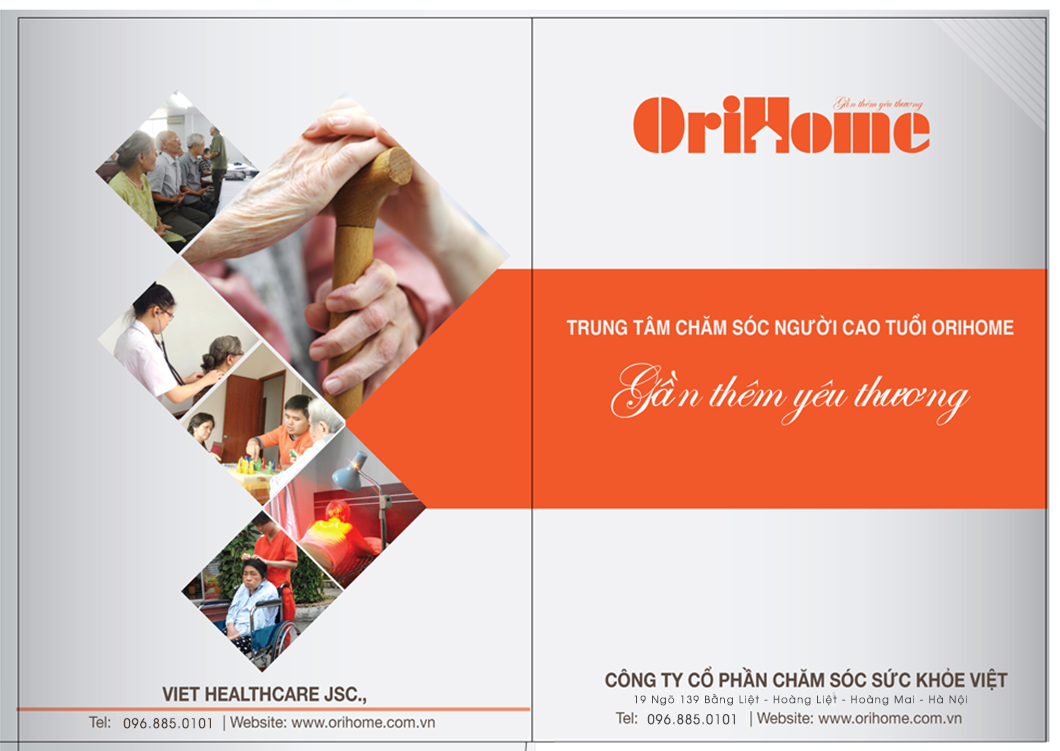 Gần thêm yêu thương
OriHome
TRUNG TÂM CHĂM SÓC NGƯỜI CAO TUỔI ORIHOME
Gần thêm yêu thương
VIET HEALTHCARE JSC.,
Tel: 096.885.0101 | Website: www.orihome.com.vn
CÔNG TY CỔ PHẦN CHĂM SÓC SỨC KHỎE VIỆT
19 Ngõ 139 Bằng Liệt - Hoàng Liệt - Hoàng Mai - Hà Nội
Tel: 096.885.0101 | Website: www.orihome.com.vn